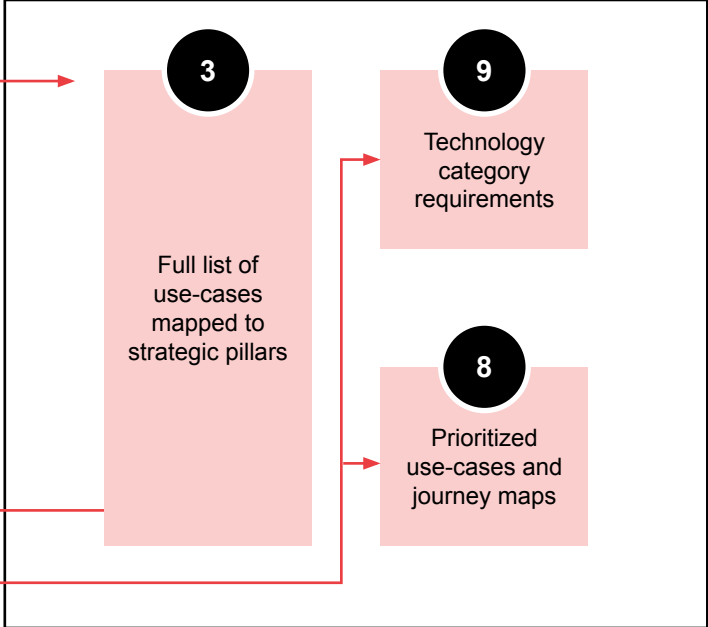 3
Full list of
use-cases
mapped to
strategic pillars
9
Technology
category
requirements
8
Prioritized
use-cases and
journey maps